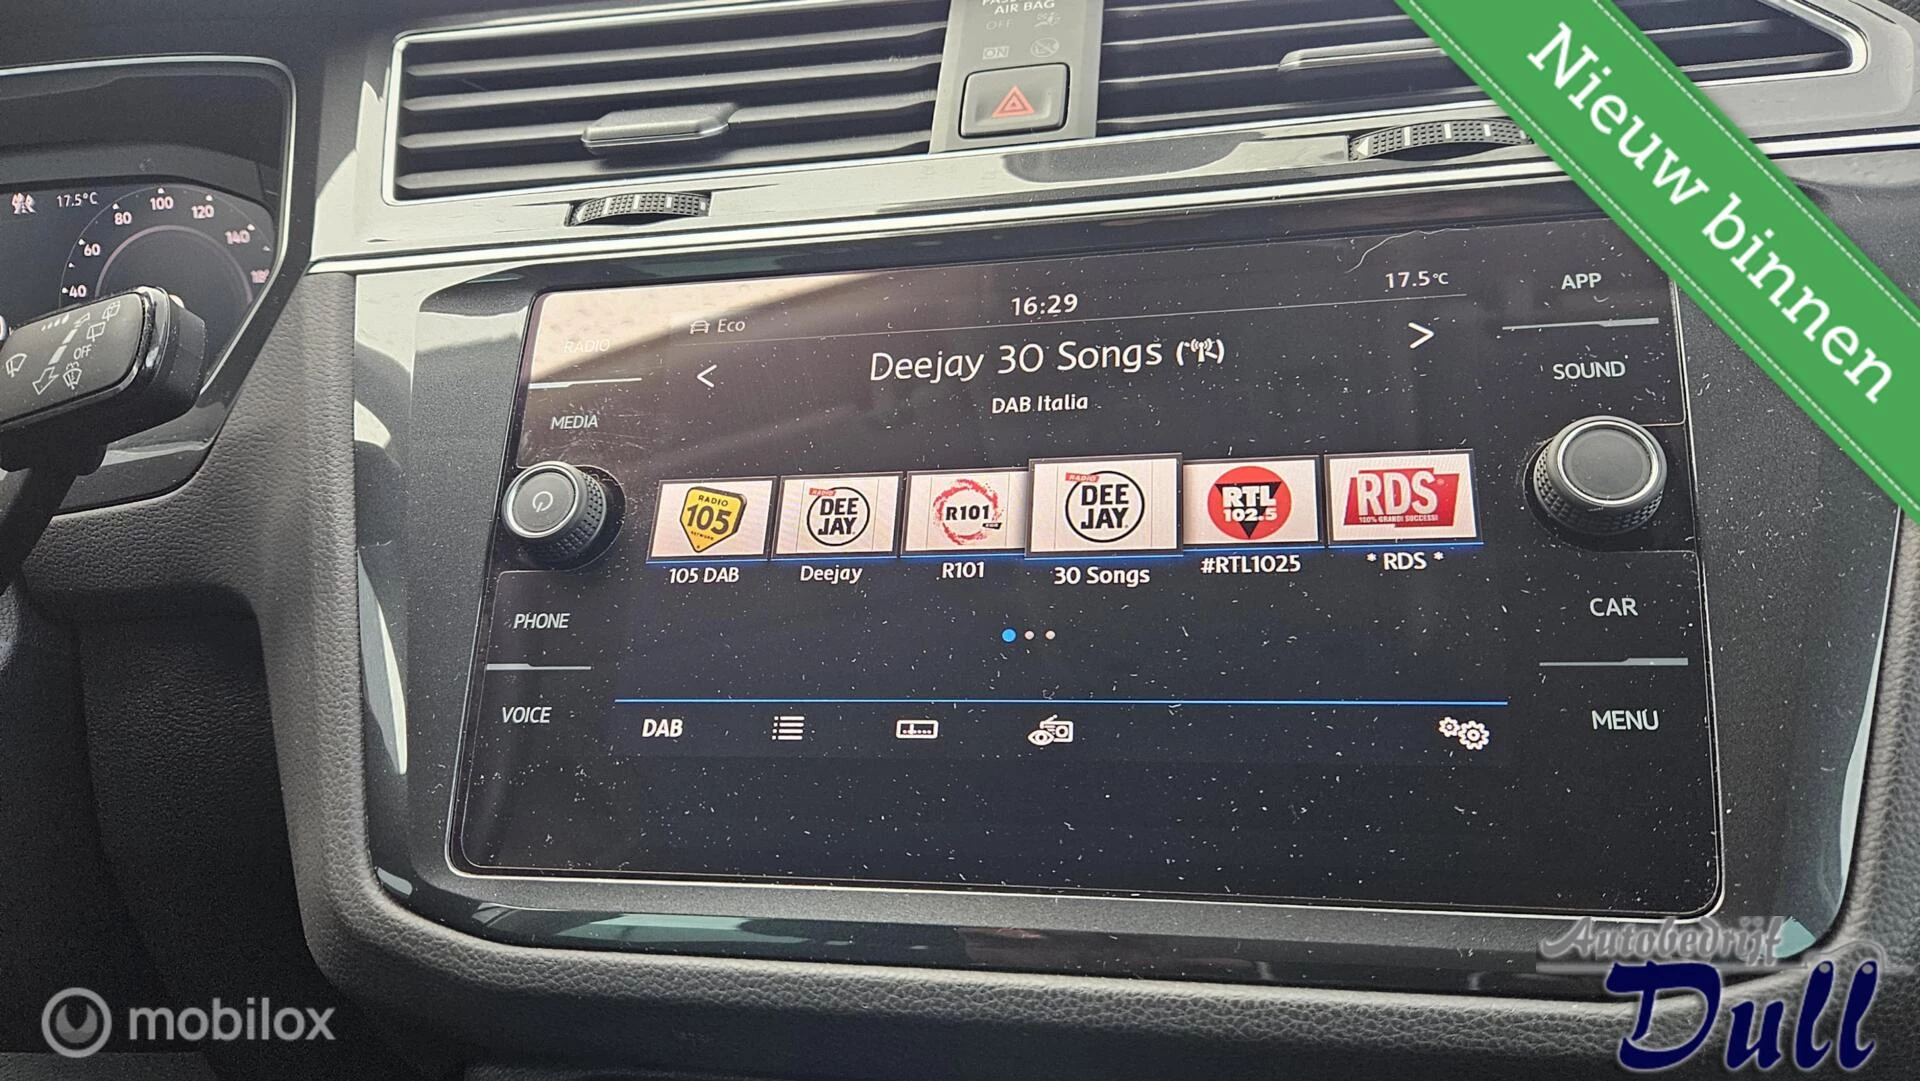 PASSENGER
AIR BAG
OFF
ON
Nieuw binnen
17.5°C
40
60
80
100
120
140
OFF
RADIO
MEDIA
PHONE
VOICE
Eco
16:29
17.5°C
< Deejay 30 Songs >
DAB Italia
RADIO
105
NETWORK
RADIO
DEE
JAY
R101
RADIO
DEE
JAY
RTL
102.5
RDS
100% GRANDI SUCCESSI
105 DAB
Deejay
R101
30 Songs
#RTL1025
* RDS *
DAB
APP
SOUND
CAR
MENU
mobilox
Autobedrijf
Dull